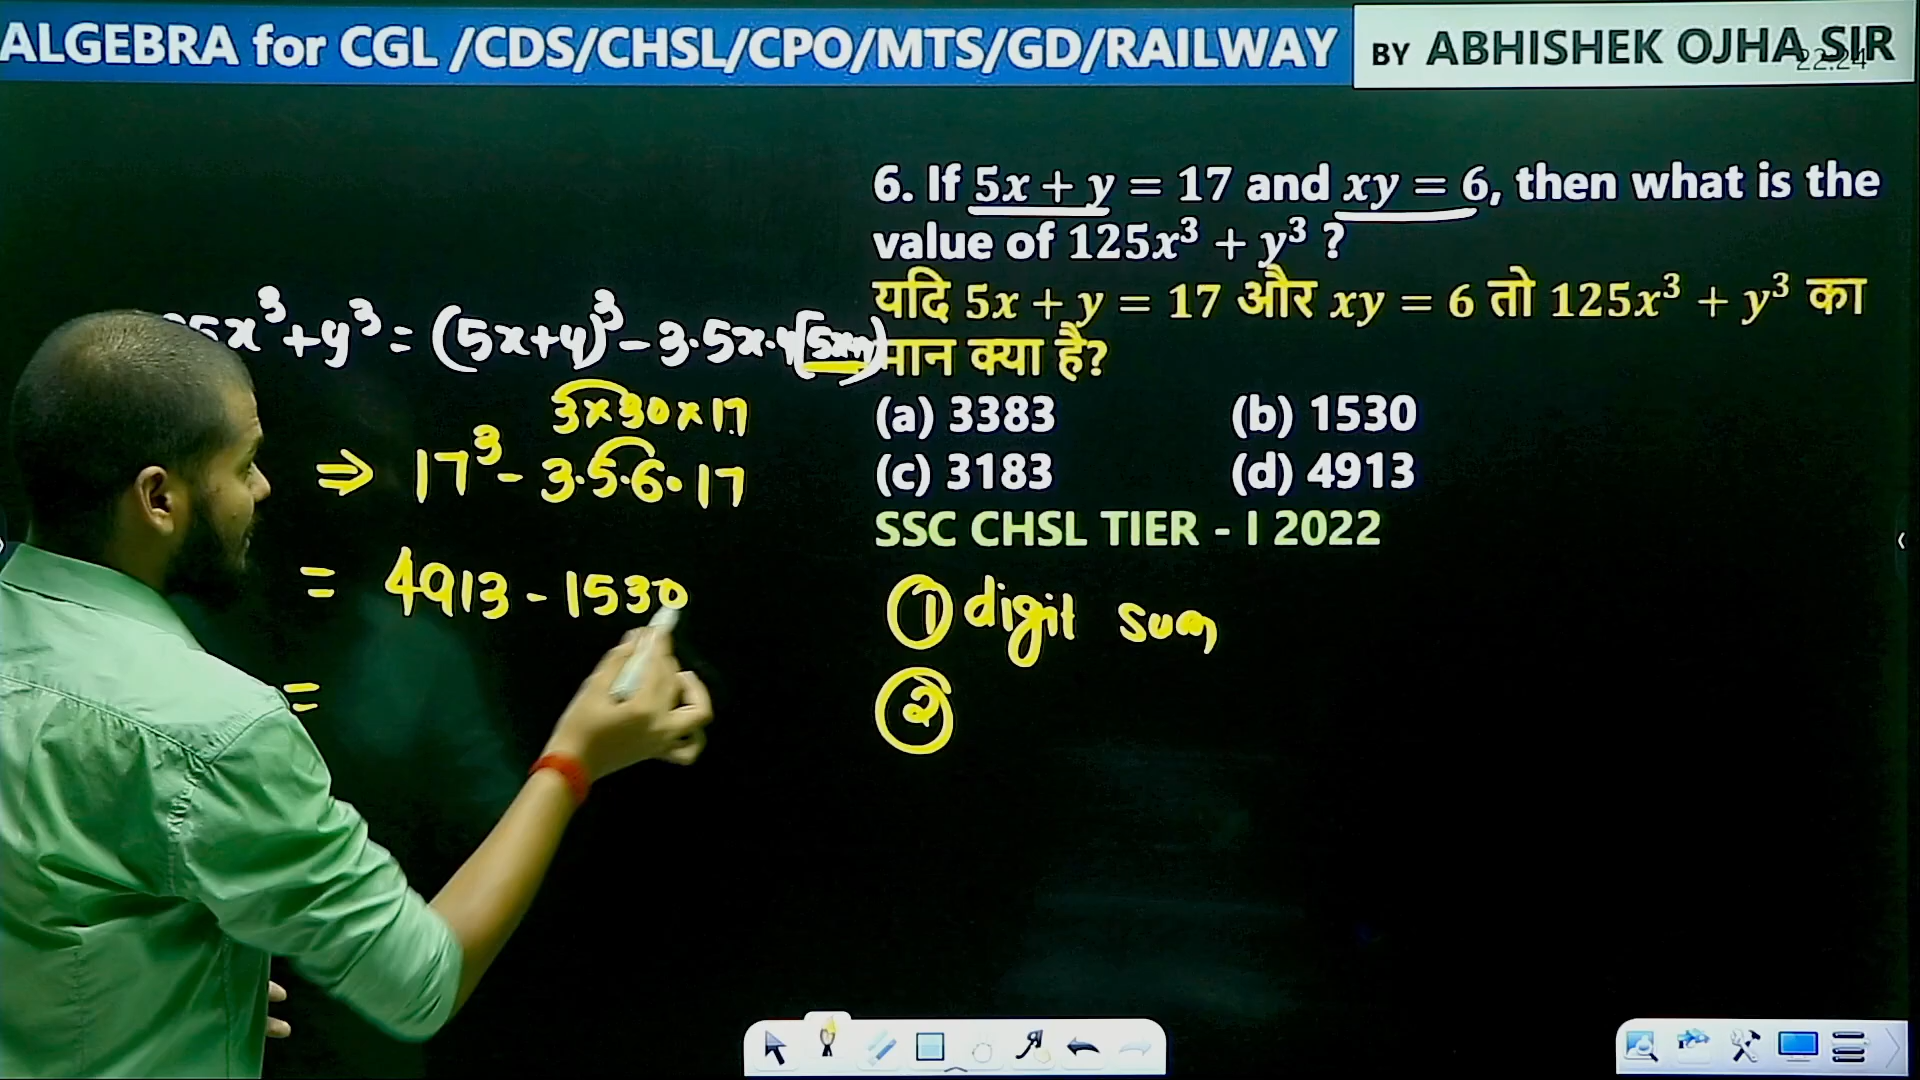 ALGEBRA for CGL /CDS/CHSL/CPO/MTS/GD/RAILWAY
BY ABHISHEK OJHA SIR
22:24
6. If 5x + y = 17 and xy = 6, then what is the
value of 125x³ + y³ ?
यदि 5x + y = 17 और xy = 6 तो 125x³ + y³ का
मान क्या है?
(a) 3383 (b) 1530
(c) 3183 (d) 4913
SSC CHSL TIER - I 2022
5x³+y³ = (5x+y)³ - 3·5x·y(5x+y)
3×30×17
⇒ 17³ - 3·5·6·17
= 4913 - 1530
=
① digit sum
②